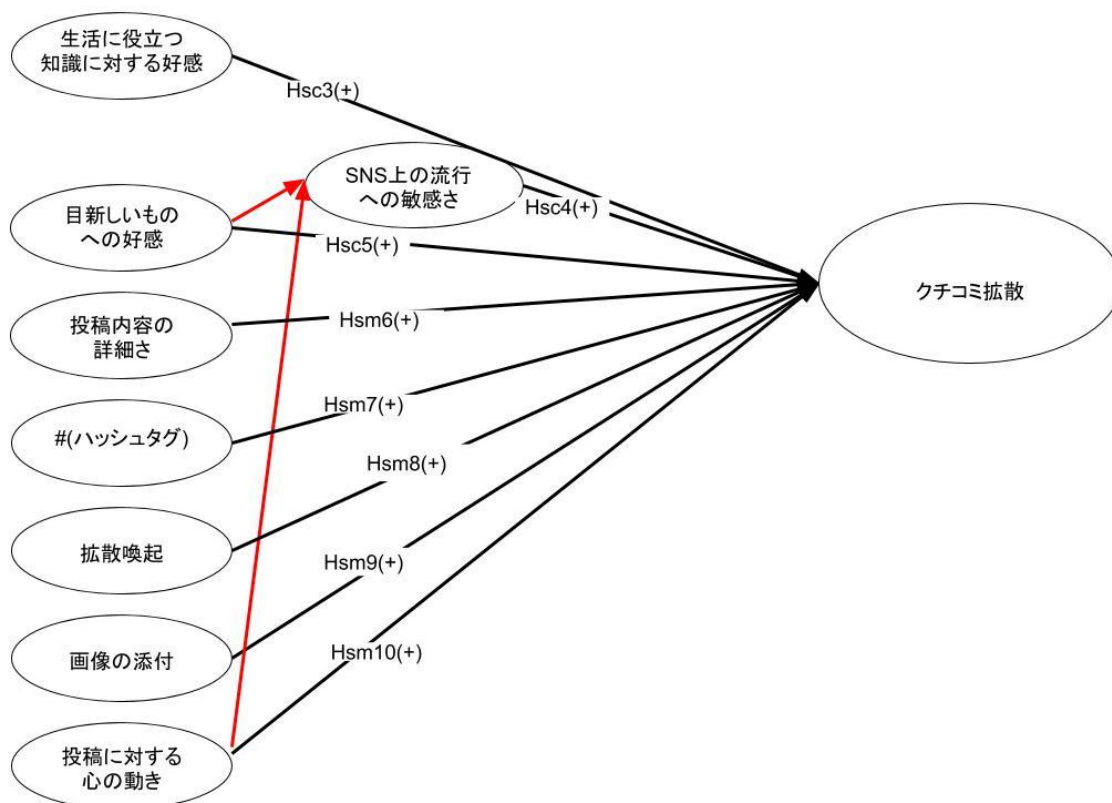 生活に役立つ
知識に対する好感
Hsc3(+)
SNS上の流行
への敏感さ
Hsc4(+)
目新しいもの
への好感
Hsc5(+)
クチコミ拡散
投稿内容の
詳細さ
Hsm6(+)
#(ハッシュタグ)
Hsm7(+)
拡散喚起
Hsm8(+)
画像の添付
Hsm9(+)
投稿に対する
心の動き
Hsm10(+)